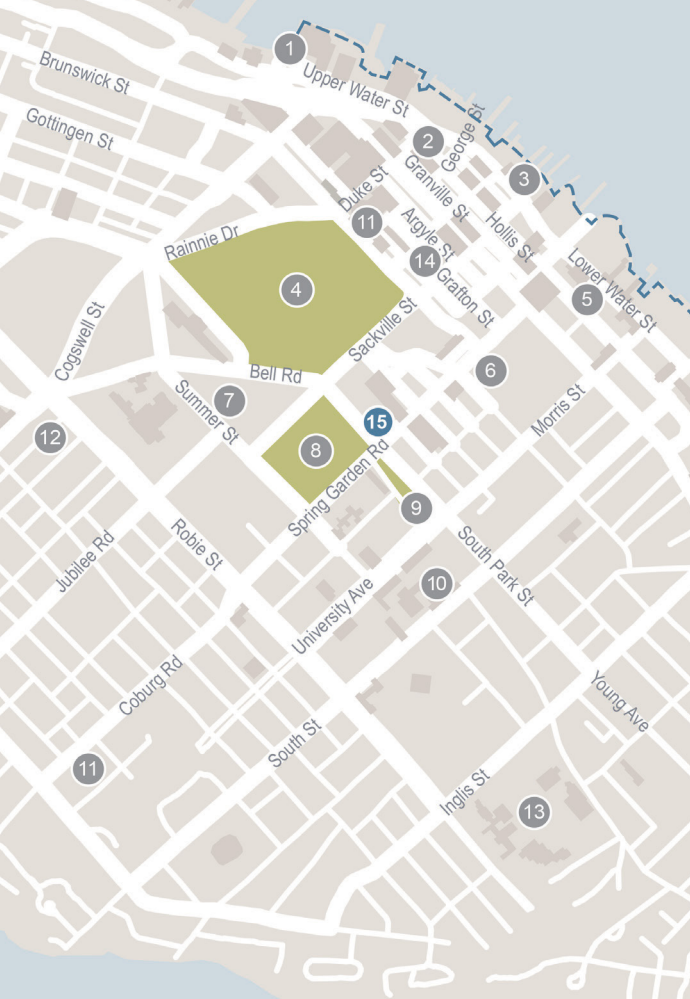 1
Upper Water St
Brunswick St
Gottingen St
2
George St
3
Granville St
Duke St
11
Argyle St
Hollis St
14
Grafton St
Lower Water St
5
Rainnie Dr
4
Sackville St
Cogswell St
Bell Rd
6
7
Summer St
Morris St
15
12
8
Spring Garden Rd
9
Robie St
Jubilee Rd
South Park St
10
University Ave
Coburg Rd
Young Ave
South St
11
Inglis St
13